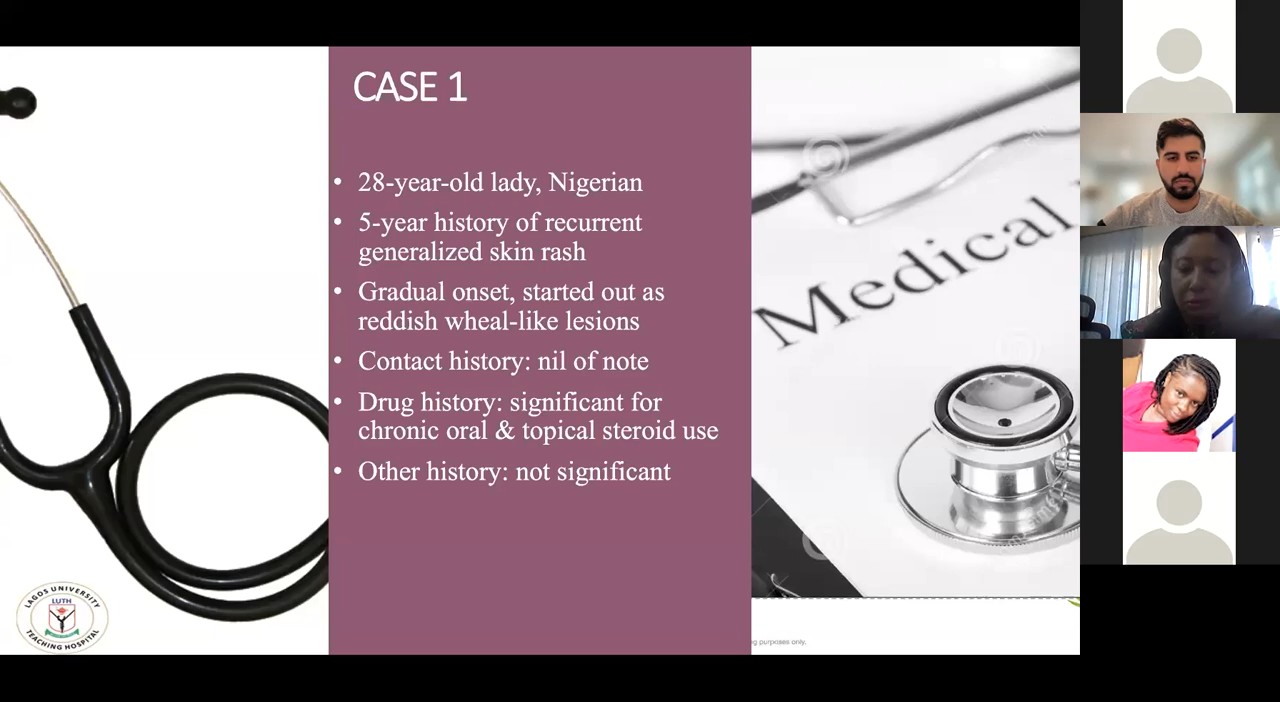 CASE 1
• 28-year-old lady, Nigerian
• 5-year history of recurrent
generalized skin rash
• Gradual onset, started out as
reddish wheal-like lesions
• Contact history: nil of note
• Drug history: significant for
chronic oral & topical steroid use
• Other history: not significant
Medical
LAGOS UNIVERSITY
LUTH
TEACHING HOSPITAL
purposes only.